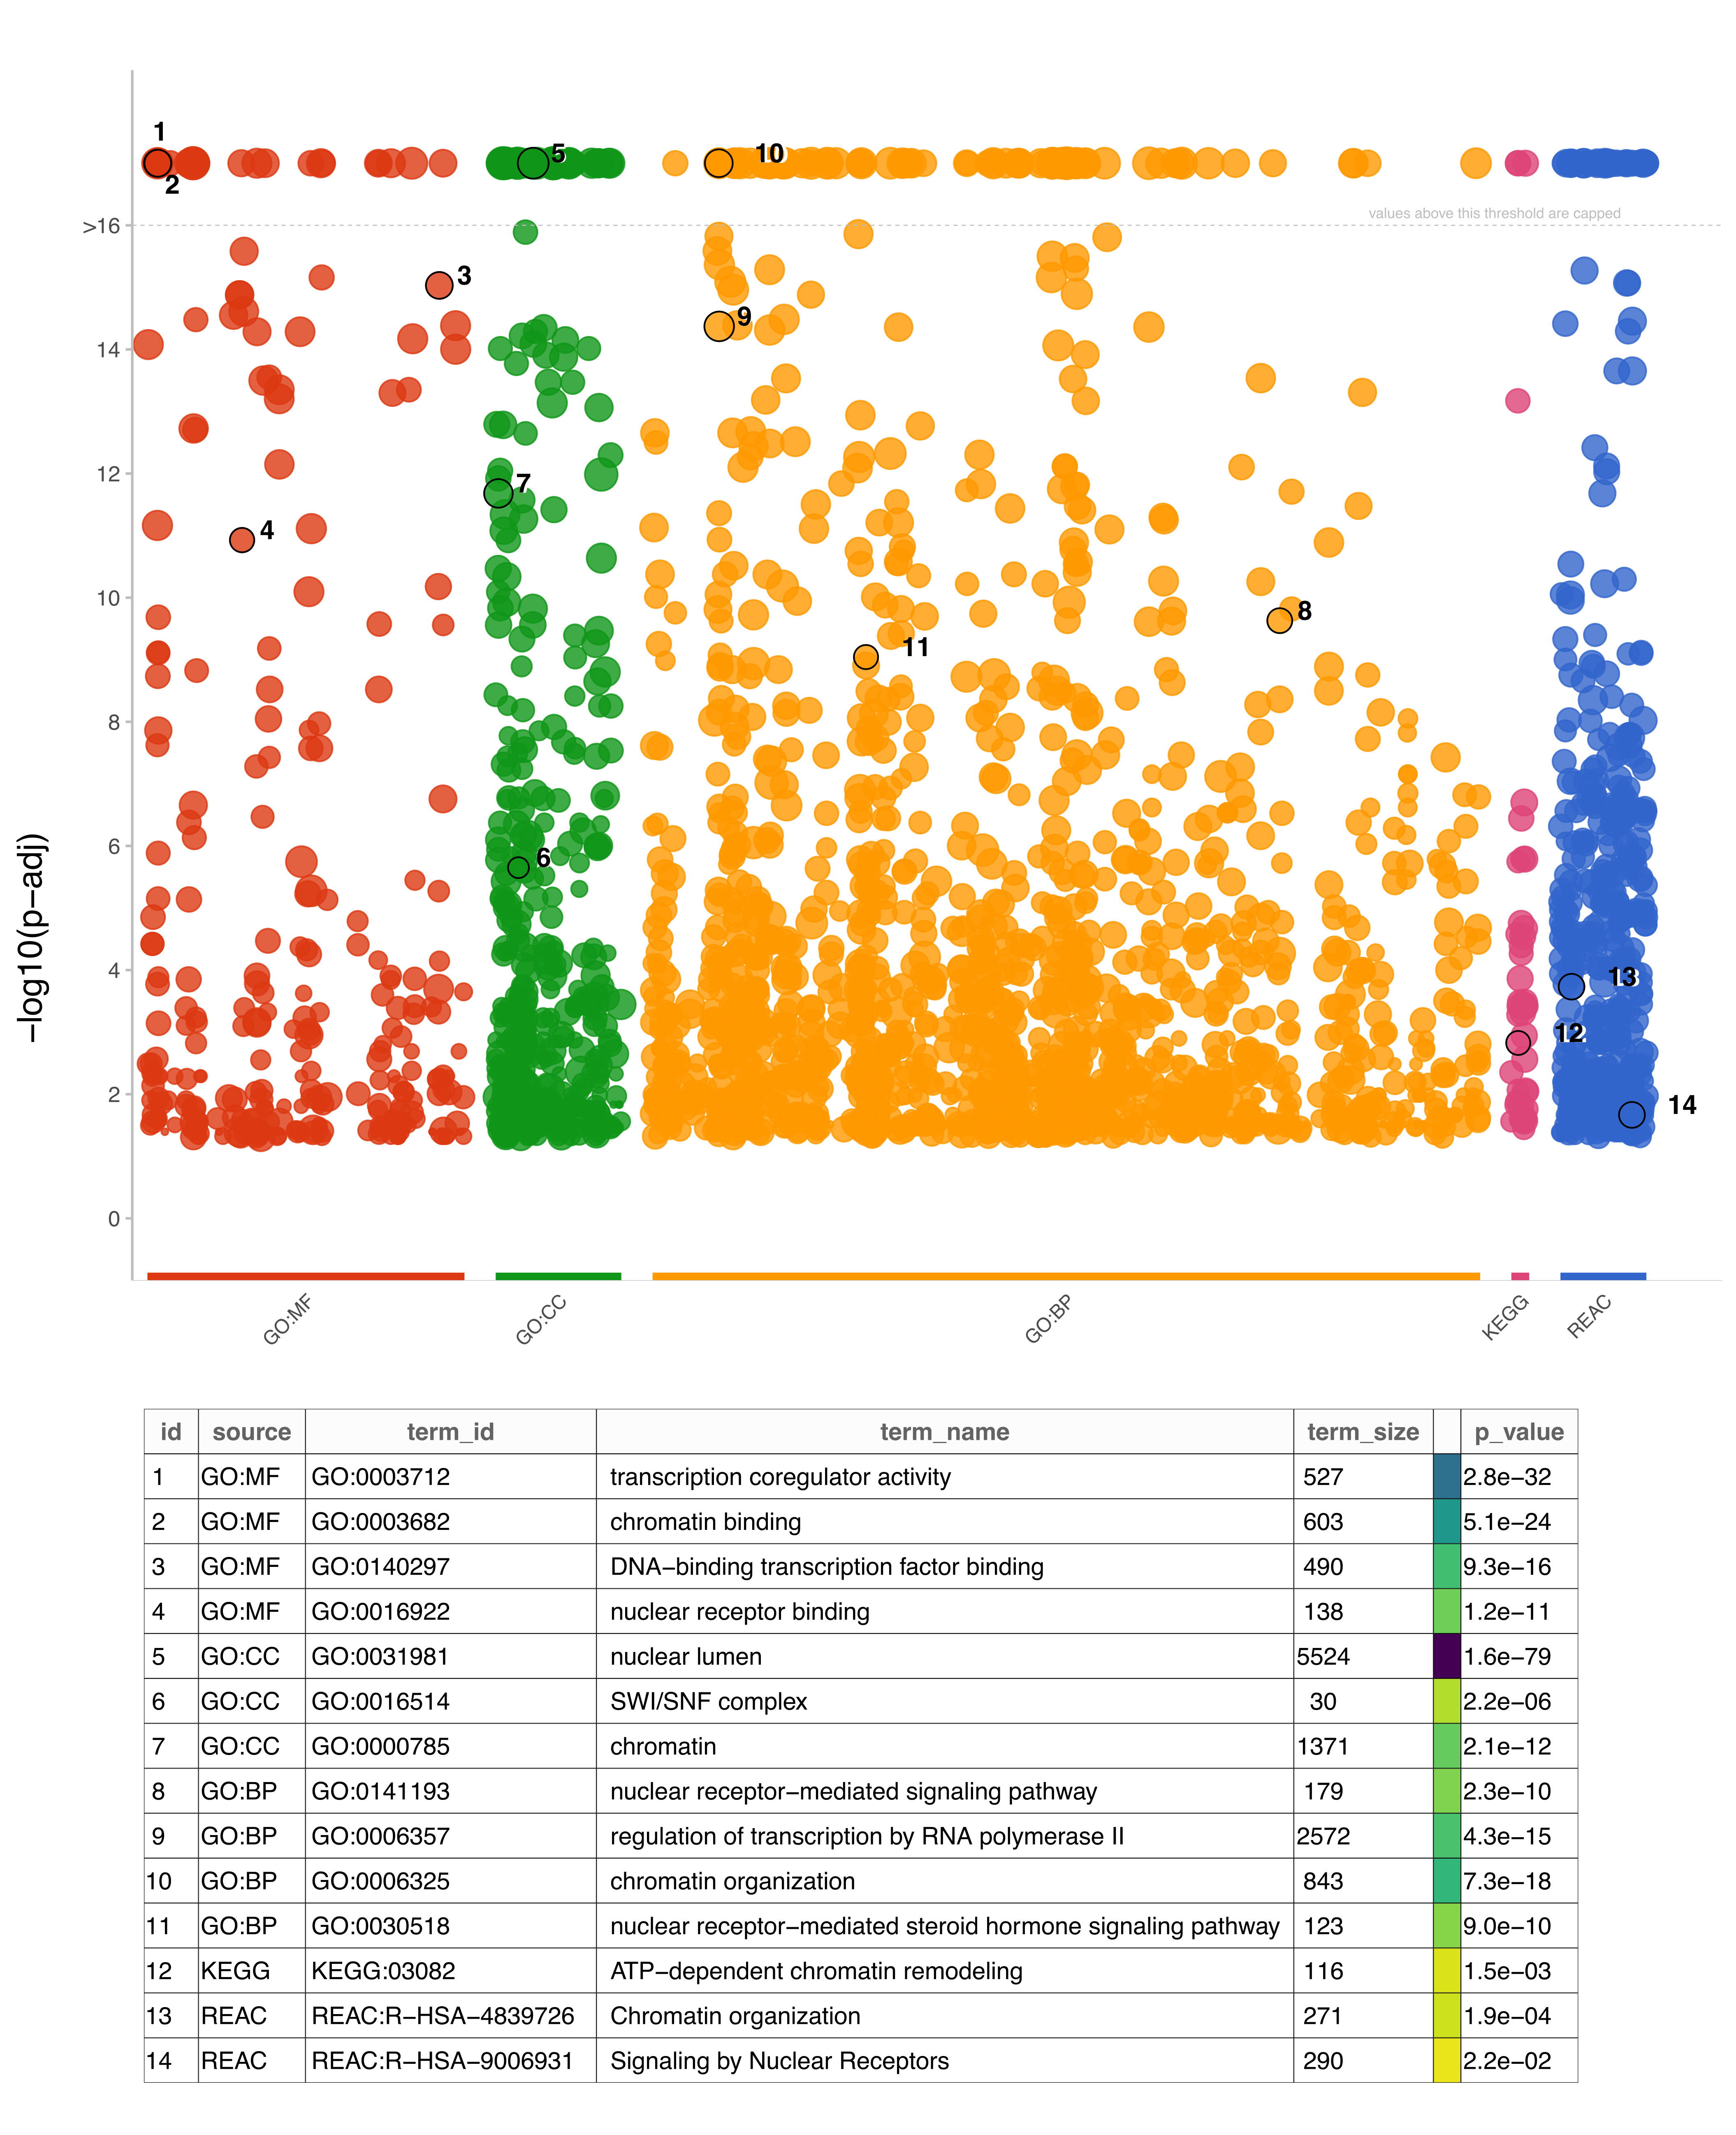 1
5
10
2
values above this threshold are capped
>16
3
9
14
12
7
4
10
8
11
8
6
6
4
13
12
2
14
0
−log10(p−adj)
GO:MF
GO:CC
GO:BP
KEGG
REAC
id source term_id term_name term_size p_value
1 GO:MF GO:0003712 transcription coregulator activity 527 2.8e−32
2 GO:MF GO:0003682 chromatin binding 603 5.1e−24
3 GO:MF GO:0140297 DNA−binding transcription factor binding 490 9.3e−16
4 GO:MF GO:0016922 nuclear receptor binding 138 1.2e−11
5 GO:CC GO:0031981 nuclear lumen 5524 1.6e−79
6 GO:CC GO:0016514 SWI/SNF complex 30 2.2e−06
7 GO:CC GO:0000785 chromatin 1371 2.1e−12
8 GO:BP GO:0141193 nuclear receptor−mediated signaling pathway 179 2.3e−10
9 GO:BP GO:0006357 regulation of transcription by RNA polymerase II 2572 4.3e−15
10 GO:BP GO:0006325 chromatin organization 843 7.3e−18
11 GO:BP GO:0030518 nuclear receptor−mediated steroid hormone signaling pathway 123 9.0e−10
12 KEGG KEGG:03082 ATP−dependent chromatin remodeling 116 1.5e−03
13 REAC REAC:R−HSA−4839726 Chromatin organization 271 1.9e−04
14 REAC REAC:R−HSA−9006931 Signaling by Nuclear Receptors 290 2.2e−02